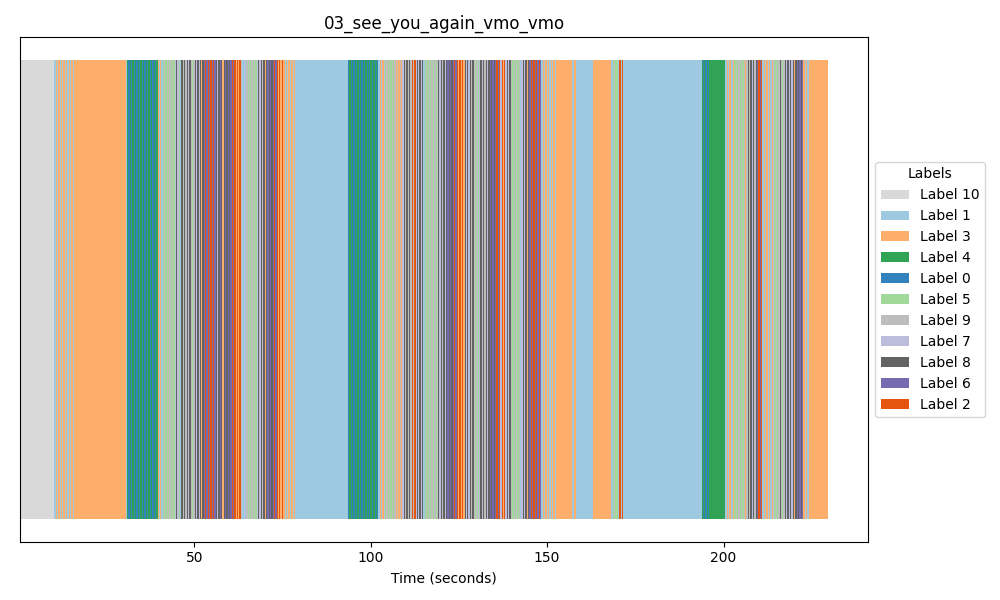 03_see_you_again_vmo_vmo
Labels
Label 10
Label 1
Label 3
Label 4
Label 0
Label 5
Label 9
Label 7
Label 8
Label 6
Label 2
50
100
150
200
Time (seconds)